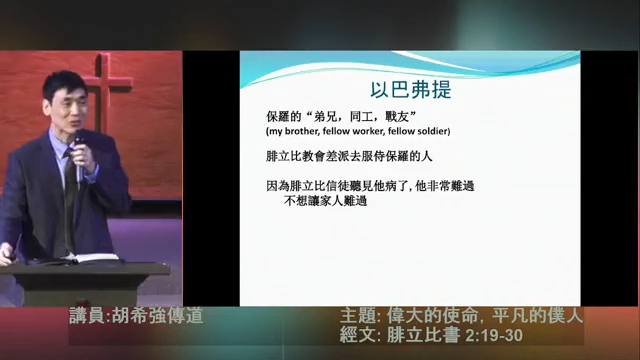 以巴弗提
保羅的“弟兄，同工，戰友”
(my brother, fellow worker, fellow soldier)
腓立比教會差派去服侍保羅的人
因為腓立比信徒聽見他病了, 他非常難過
不想讓家人難過
講員:胡希強傳道
主題: 偉大的使命, 平凡的僕人
經文: 腓立比書 2:19-30